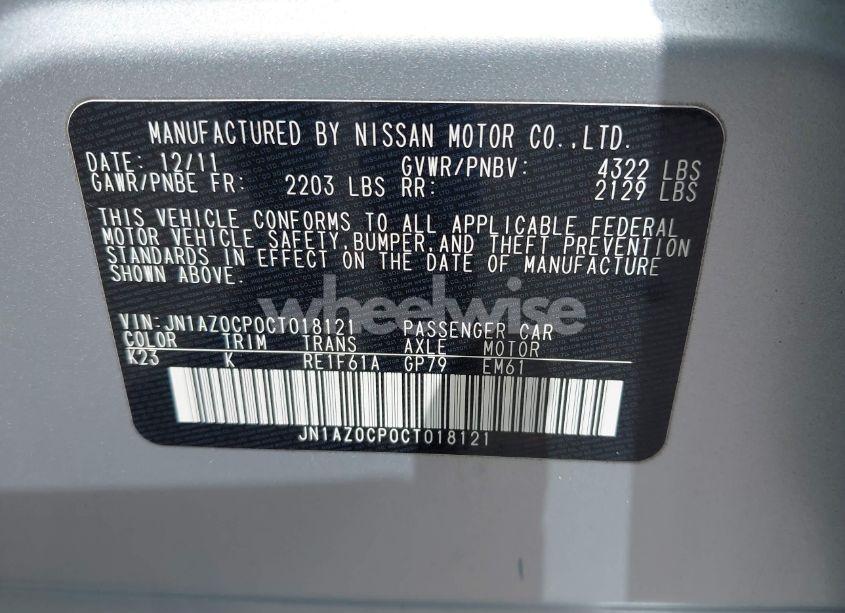 MANUFACTURED BY NISSAN MOTOR CO.,LTD.
DATE: 12/11 GVWR/PNBV: 4322 LBS
GAWR/PNBE FR: 2203 LBS RR: 2129 LBS
THIS VEHICLE CONFORMS TO ALL APPLICABLE FEDERAL
MOTOR VEHICLE SAFETY,BUMPER,AND THEFT PREVENTION
STANDARDS IN EFFECT ON THE DATE OF MANUFACTURE
SHOWN ABOVE.
wheelwise
VIN:JN1AZ0CP0CT018121 PASSENGER CAR
COLOR TRIM TRANS AXLE MOTOR
K23 K RE1F61A GP79 EM61
JN1AZ0CP0CT018121